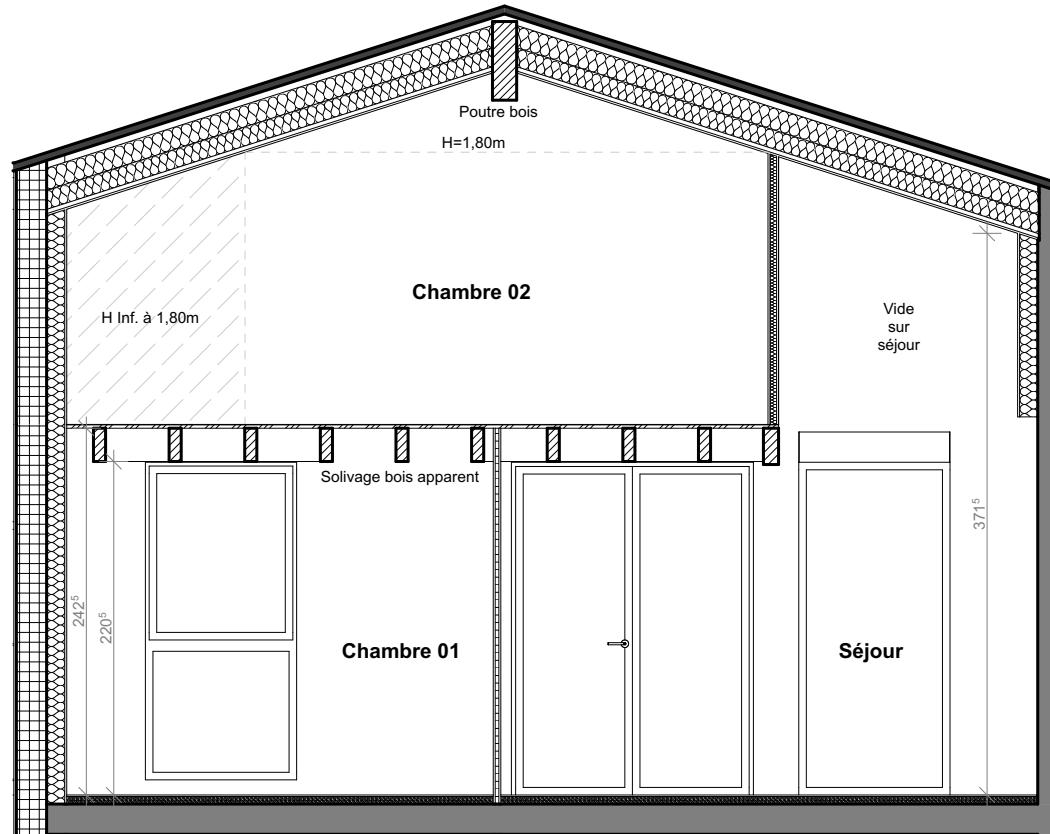 Poutre bois
H=1,80m
Chambre 02
H Inf. à 1,80m
Vide
sur
séjour
Solivage bois apparent
371⁵
242⁵
220⁵
Chambre 01
Séjour